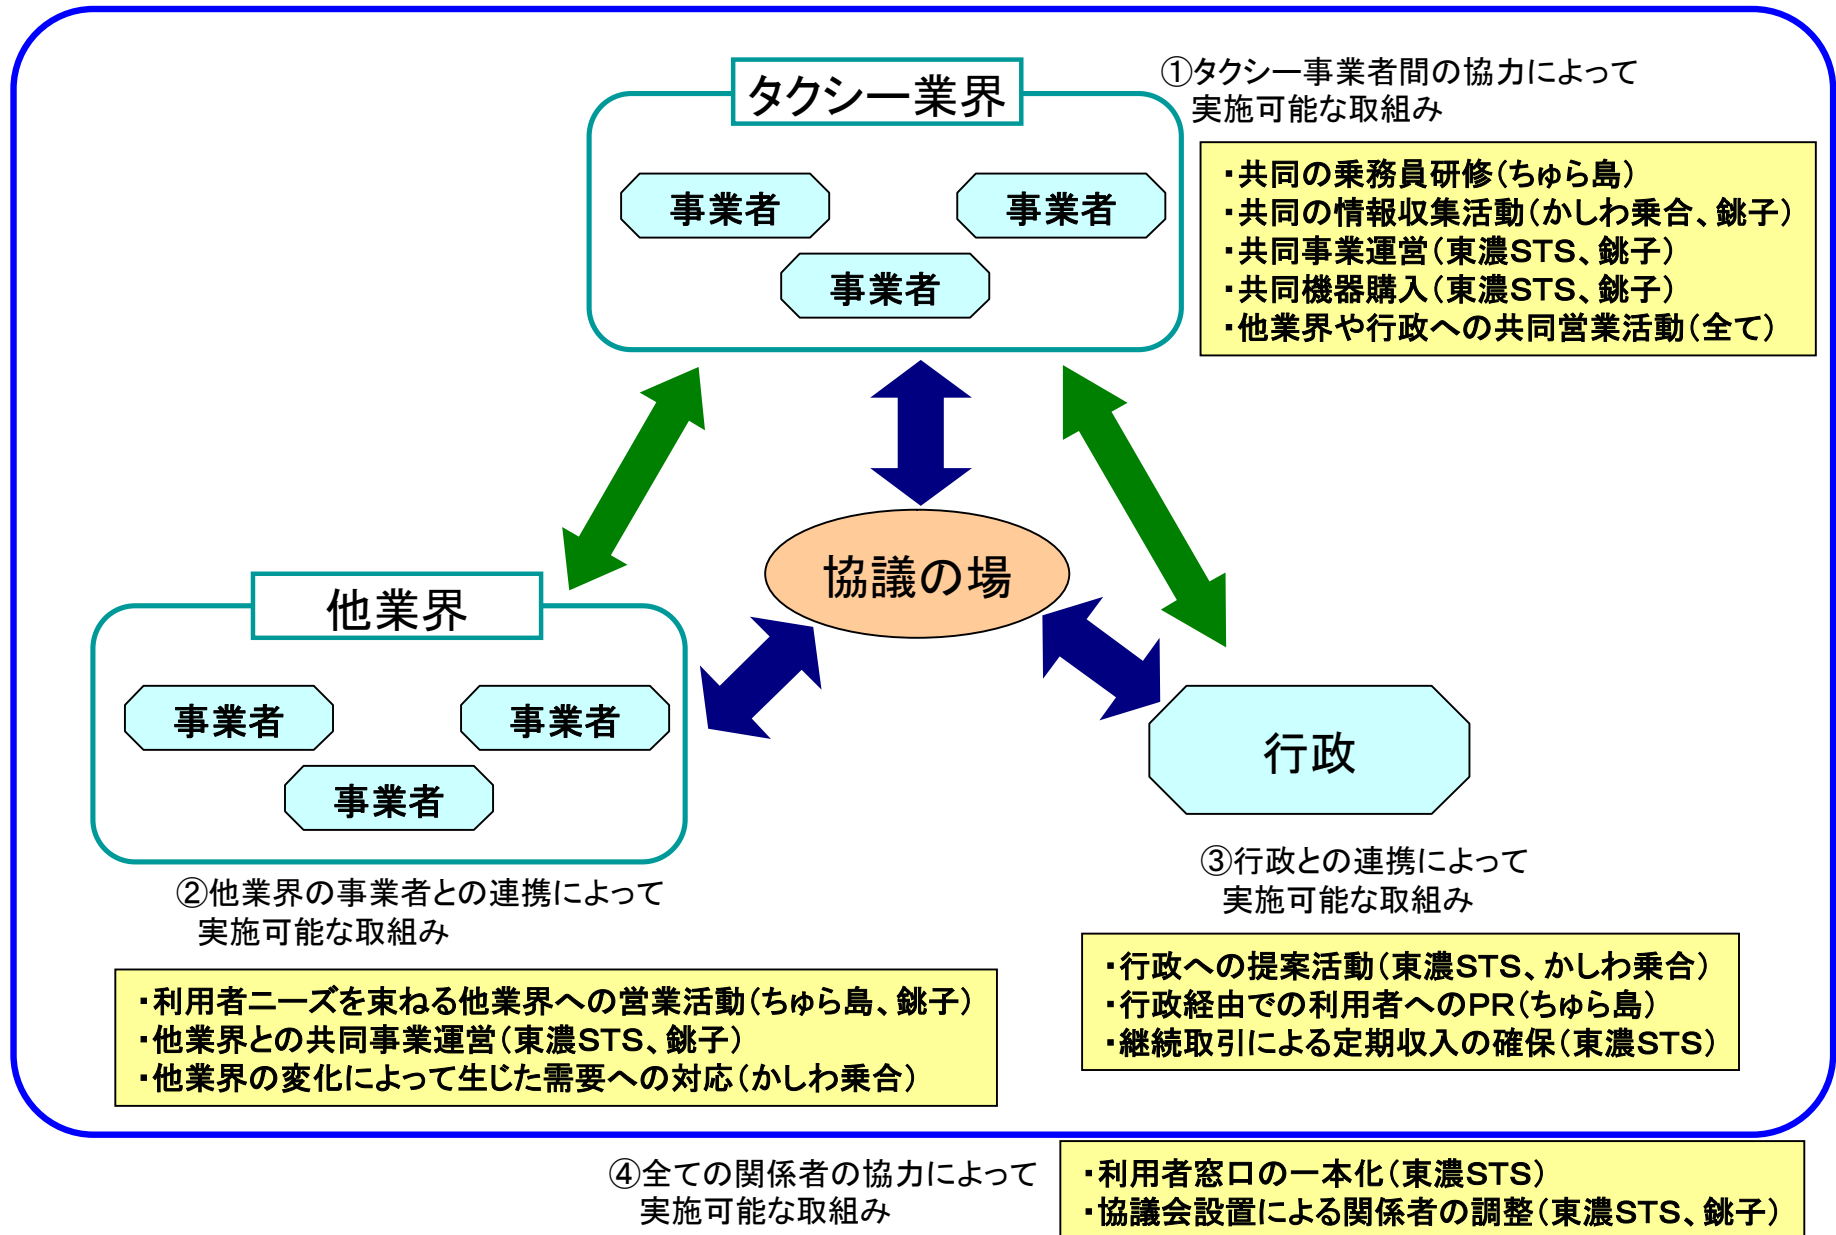 タクシー業界
事業者
事業者
事業者
①タクシー事業者間の協力によって
実施可能な取組み
・共同の乗務員研修（ちゅら島）
・共同の情報収集活動（かしわ乗合、銚子）
・共同事業運営（東濃ＳＴＳ、銚子）
・共同機器購入（東濃ＳＴＳ、銚子）
・他業界や行政への共同営業活動（全て）
協議の場
他業界
事業者
事業者
事業者
②他業界の事業者との連携によって
実施可能な取組み
・利用者ニーズを束ねる他業界への営業活動（ちゅら島、銚子）
・他業界との共同事業運営（東濃ＳＴＳ、銚子）
・他業界の変化によって生じた需要への対応（かしわ乗合）
行政
③行政との連携によって
実施可能な取組み
・行政への提案活動（東濃ＳＴＳ、かしわ乗合）
・行政経由での利用者へのＰＲ（ちゅら島）
・継続取引による定期収入の確保（東濃ＳＴＳ）
④全ての関係者の協力によって
実施可能な取組み
・利用者窓口の一本化（東濃ＳＴＳ）
・協議会設置による関係者の調整（東濃ＳＴＳ、銚子）